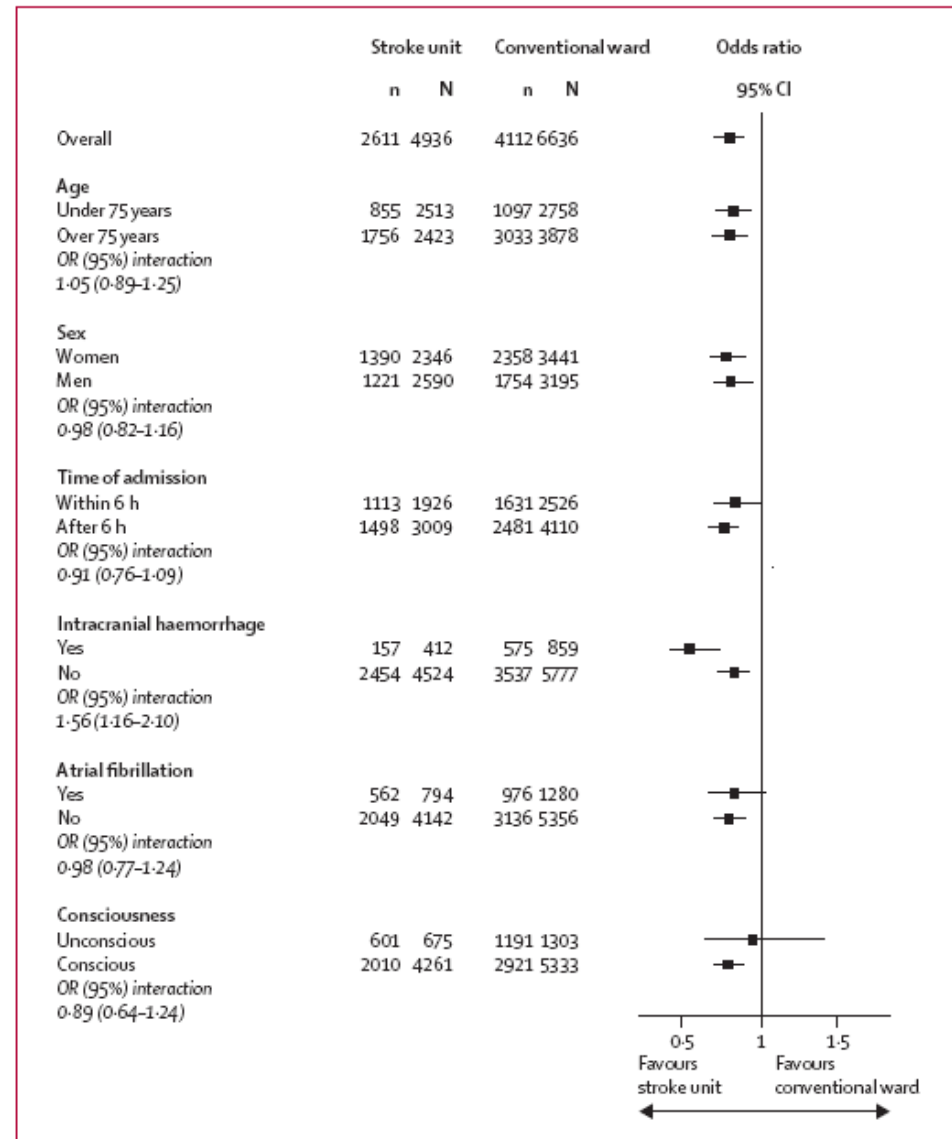 Stroke unit Conventional ward Odds ratio
n N n N 95% CI
Overall 2611 4936 4112 6636
Age
Under 75 years 855 2513 1097 2758
Over 75 years 1756 2423 3033 3878
OR (95%) interaction
1·05 (0·89–1·25)
Sex
Women 1390 2346 2358 3441
Men 1221 2590 1754 3195
OR (95%) interaction
0·98 (0·82–1·16)
Time of admission
Within 6 h 1113 1926 1631 2526
After 6 h 1498 3009 2481 4110
OR (95%) interaction
0·91 (0·76–1·09)
Intracranial haemorrhage
Yes 157 412 575 859
No 2454 4524 3537 5777
OR (95%) interaction
1·56 (1·16–2·10)
Atrial fibrillation
Yes 562 794 976 1280
No 2049 4142 3136 5356
OR (95%) interaction
0·98 (0·77–1·24)
Consciousness
Unconscious 601 675 1191 1303
Conscious 2010 4261 2921 5333
OR (95%) interaction
0·89 (0·64–1·24)
0·5 1 1·5
Favours Favours
stroke unit conventional ward